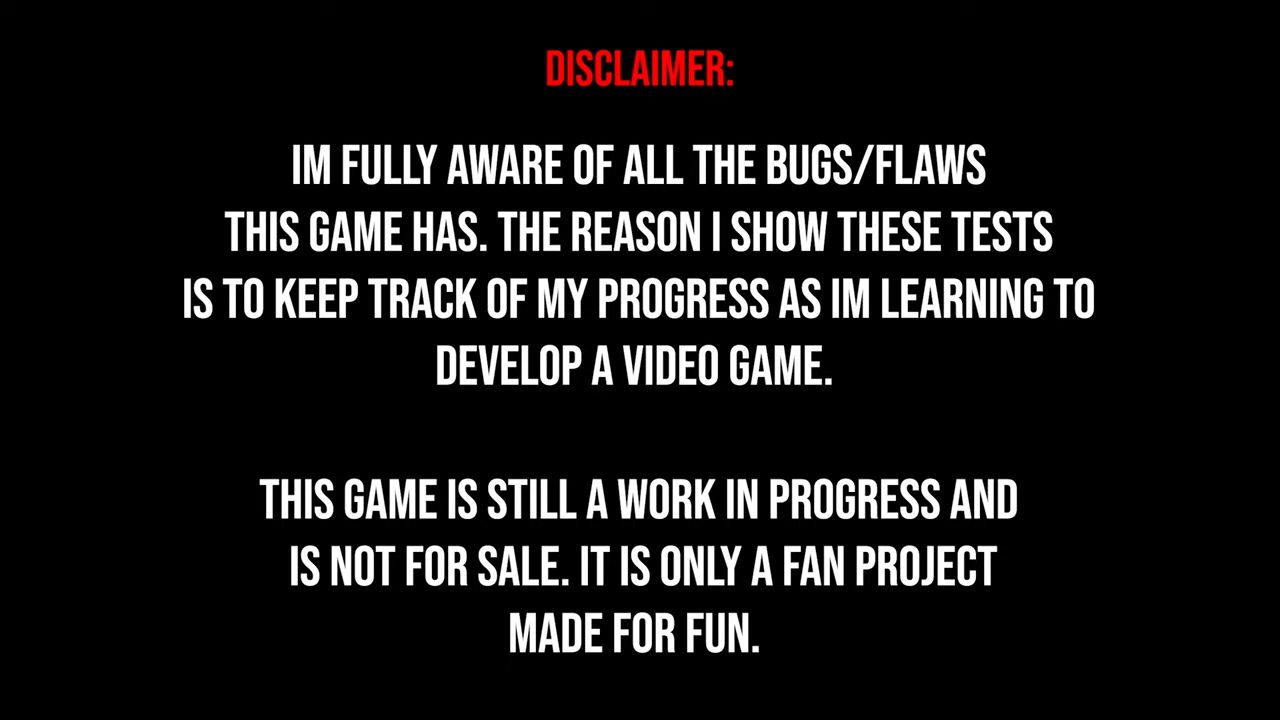 DISCLAIMER:
IM FULLY AWARE OF ALL THE BUGS/FLAWS
THIS GAME HAS. THE REASON I SHOW THESE TESTS
IS TO KEEP TRACK OF MY PROGRESS AS IM LEARNING TO
DEVELOP A VIDEO GAME.
THIS GAME IS STILL A WORK IN PROGRESS AND
IS NOT FOR SALE. IT IS ONLY A FAN PROJECT
MADE FOR FUN.